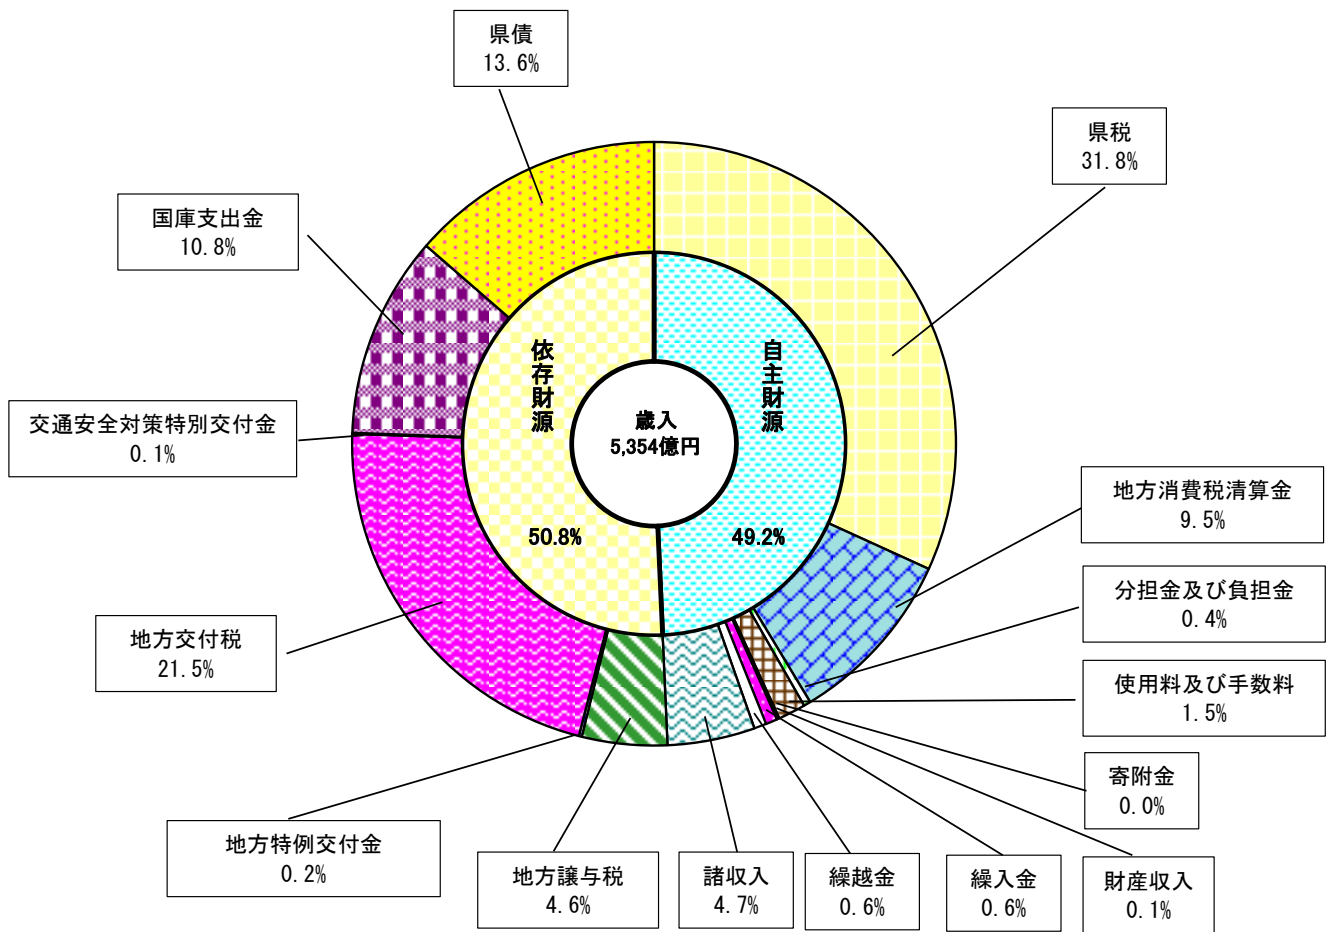 県債
13.6%
県税
31.8%
国庫支出金
10.8%
交通安全対策特別交付金
0.1%
地方交付税
21.5%
地方特例交付金
0.2%
地方譲与税
4.6%
諸収入
4.7%
繰越金
0.6%
繰入金
0.6%
財産収入
0.1%
寄附金
0.0%
使用料及び手数料
1.5%
分担金及び負担金
0.4%
地方消費税清算金
9.5%
依存財源
50.8%
自主財源
49.2%
歳入
5,354億円